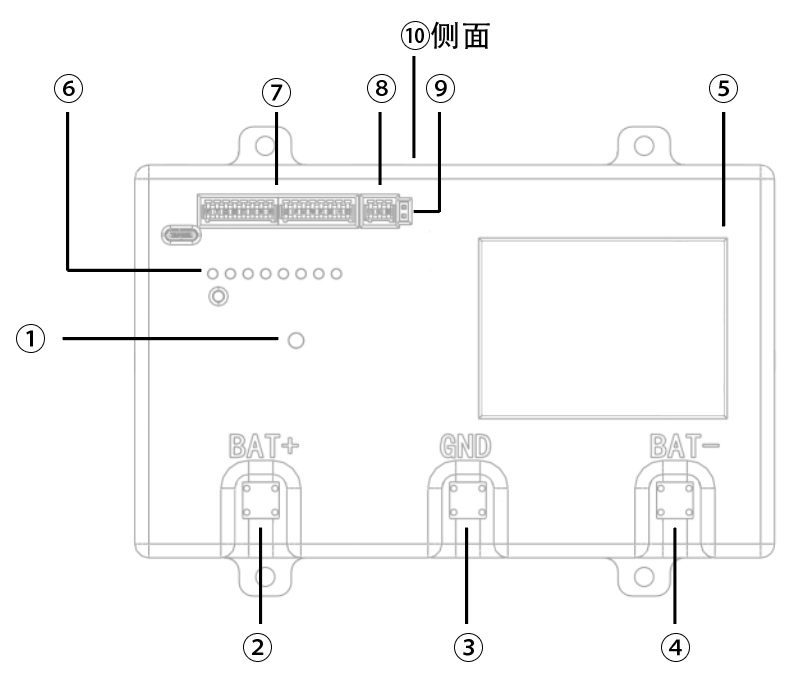 ⑩侧面
⑥ ⑦ ⑧ ⑨ ⑤
①
BAT+ GND BAT-
② ③ ④